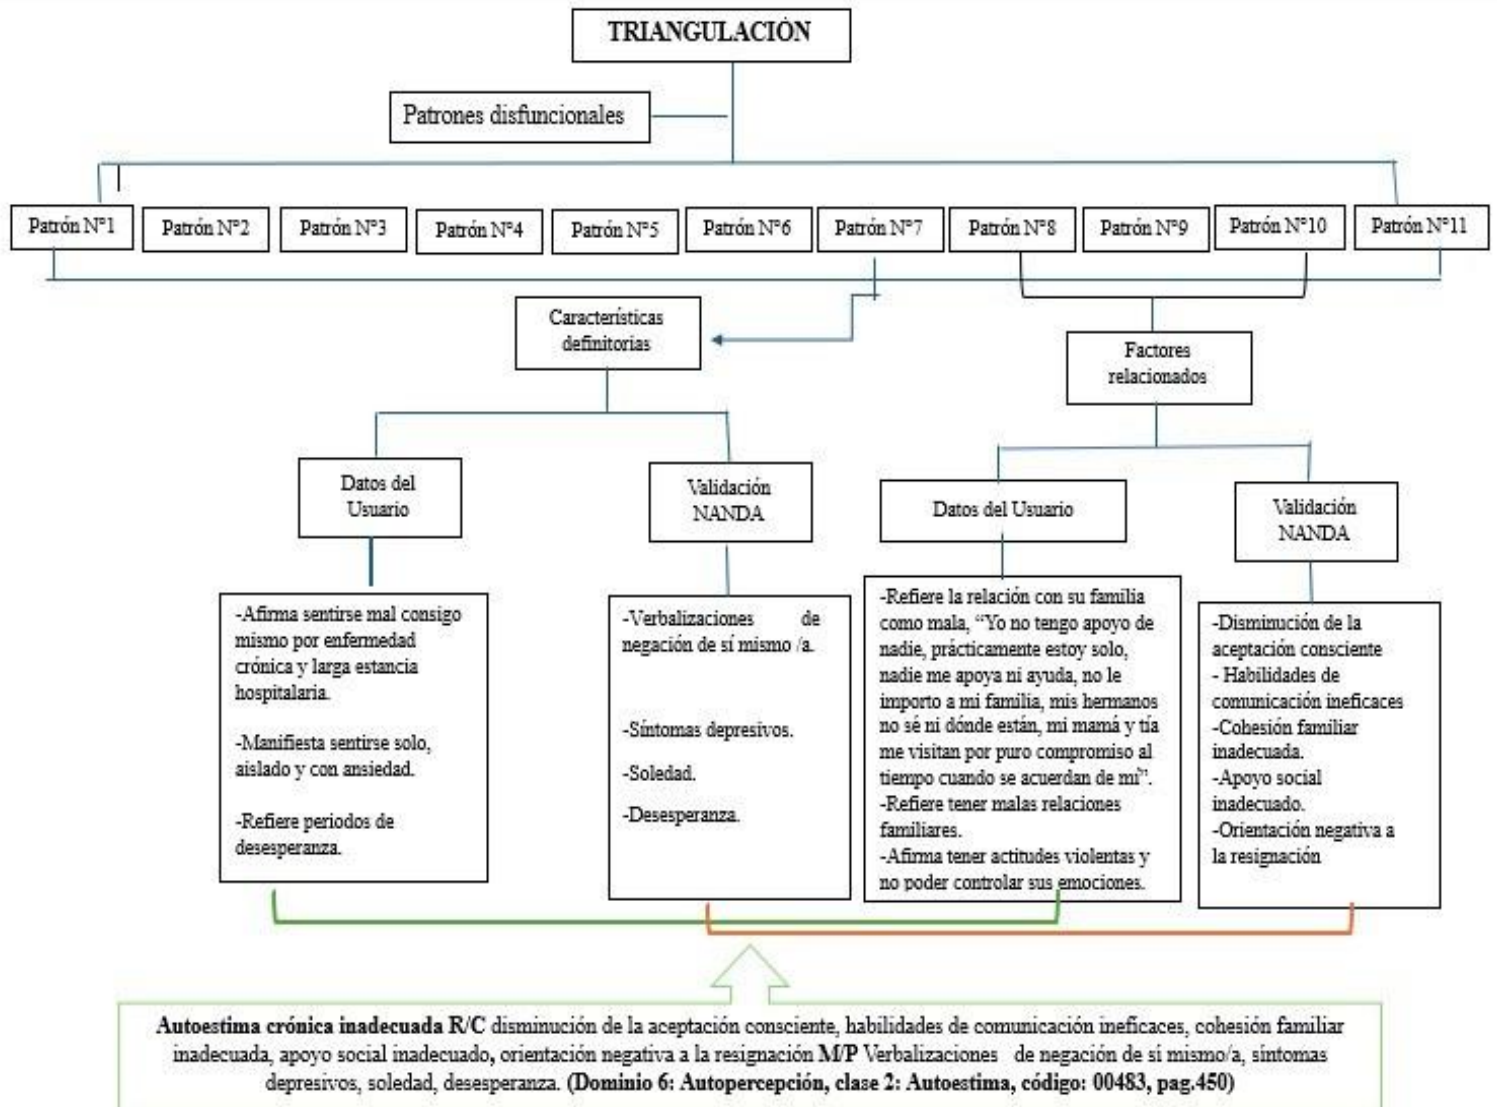 TRIANGULACIÓN
Patrones disfuncionales
Patrón N°1
Patrón N°2
Patrón N°3
Patrón N°4
Patrón N°5
Patrón N°6
Patrón N°7
Patrón N°8
Patrón N°9
Patrón N°10
Patrón N°11
Características
definitorias
Factores
relacionados
Datos del
Usuario
Validación
NANDA
Datos del Usuario
Validación
NANDA
-Afirma sentirse mal consigo
mismo por enfermedad
crónica y larga estancia
hospitalaria.
-Manifiesta sentirse solo,
aislado y con ansiedad.
-Refiere periodos de
desesperanza.
-Verbalizaciones de
negación de sí mismo /a.
-Síntomas depresivos.
-Soledad.
-Desesperanza.
-Refiere la relación con su familia
como mala, “Yo no tengo apoyo de
nadie, prácticamente estoy solo,
nadie me apoya ni ayuda, no le
importo a mi familia, mis hermanos
no sé ni dónde están, mi mamá y tía
me visitan por puro compromiso al
tiempo cuando se acuerdan de mí”.
-Refiere tener malas relaciones
familiares.
-Afirma tener actitudes violentas y
no poder controlar sus emociones.
-Disminución de la
aceptación consciente
- Habilidades de
comunicación ineficaces
-Cohesión familiar
inadecuada.
-Apoyo social
inadecuado.
-Orientación negativa a
la resignación
Autoestima crónica inadecuada R/C disminución de la aceptación consciente, habilidades de comunicación ineficaces, cohesión familiar
inadecuada, apoyo social inadecuado, orientación negativa a la resignación M/P Verbalizaciones de negación de sí mismo/a, síntomas
depresivos, soledad, desesperanza. (Dominio 6: Autopercepción, clase 2: Autoestima, código: 00483, pag.450)